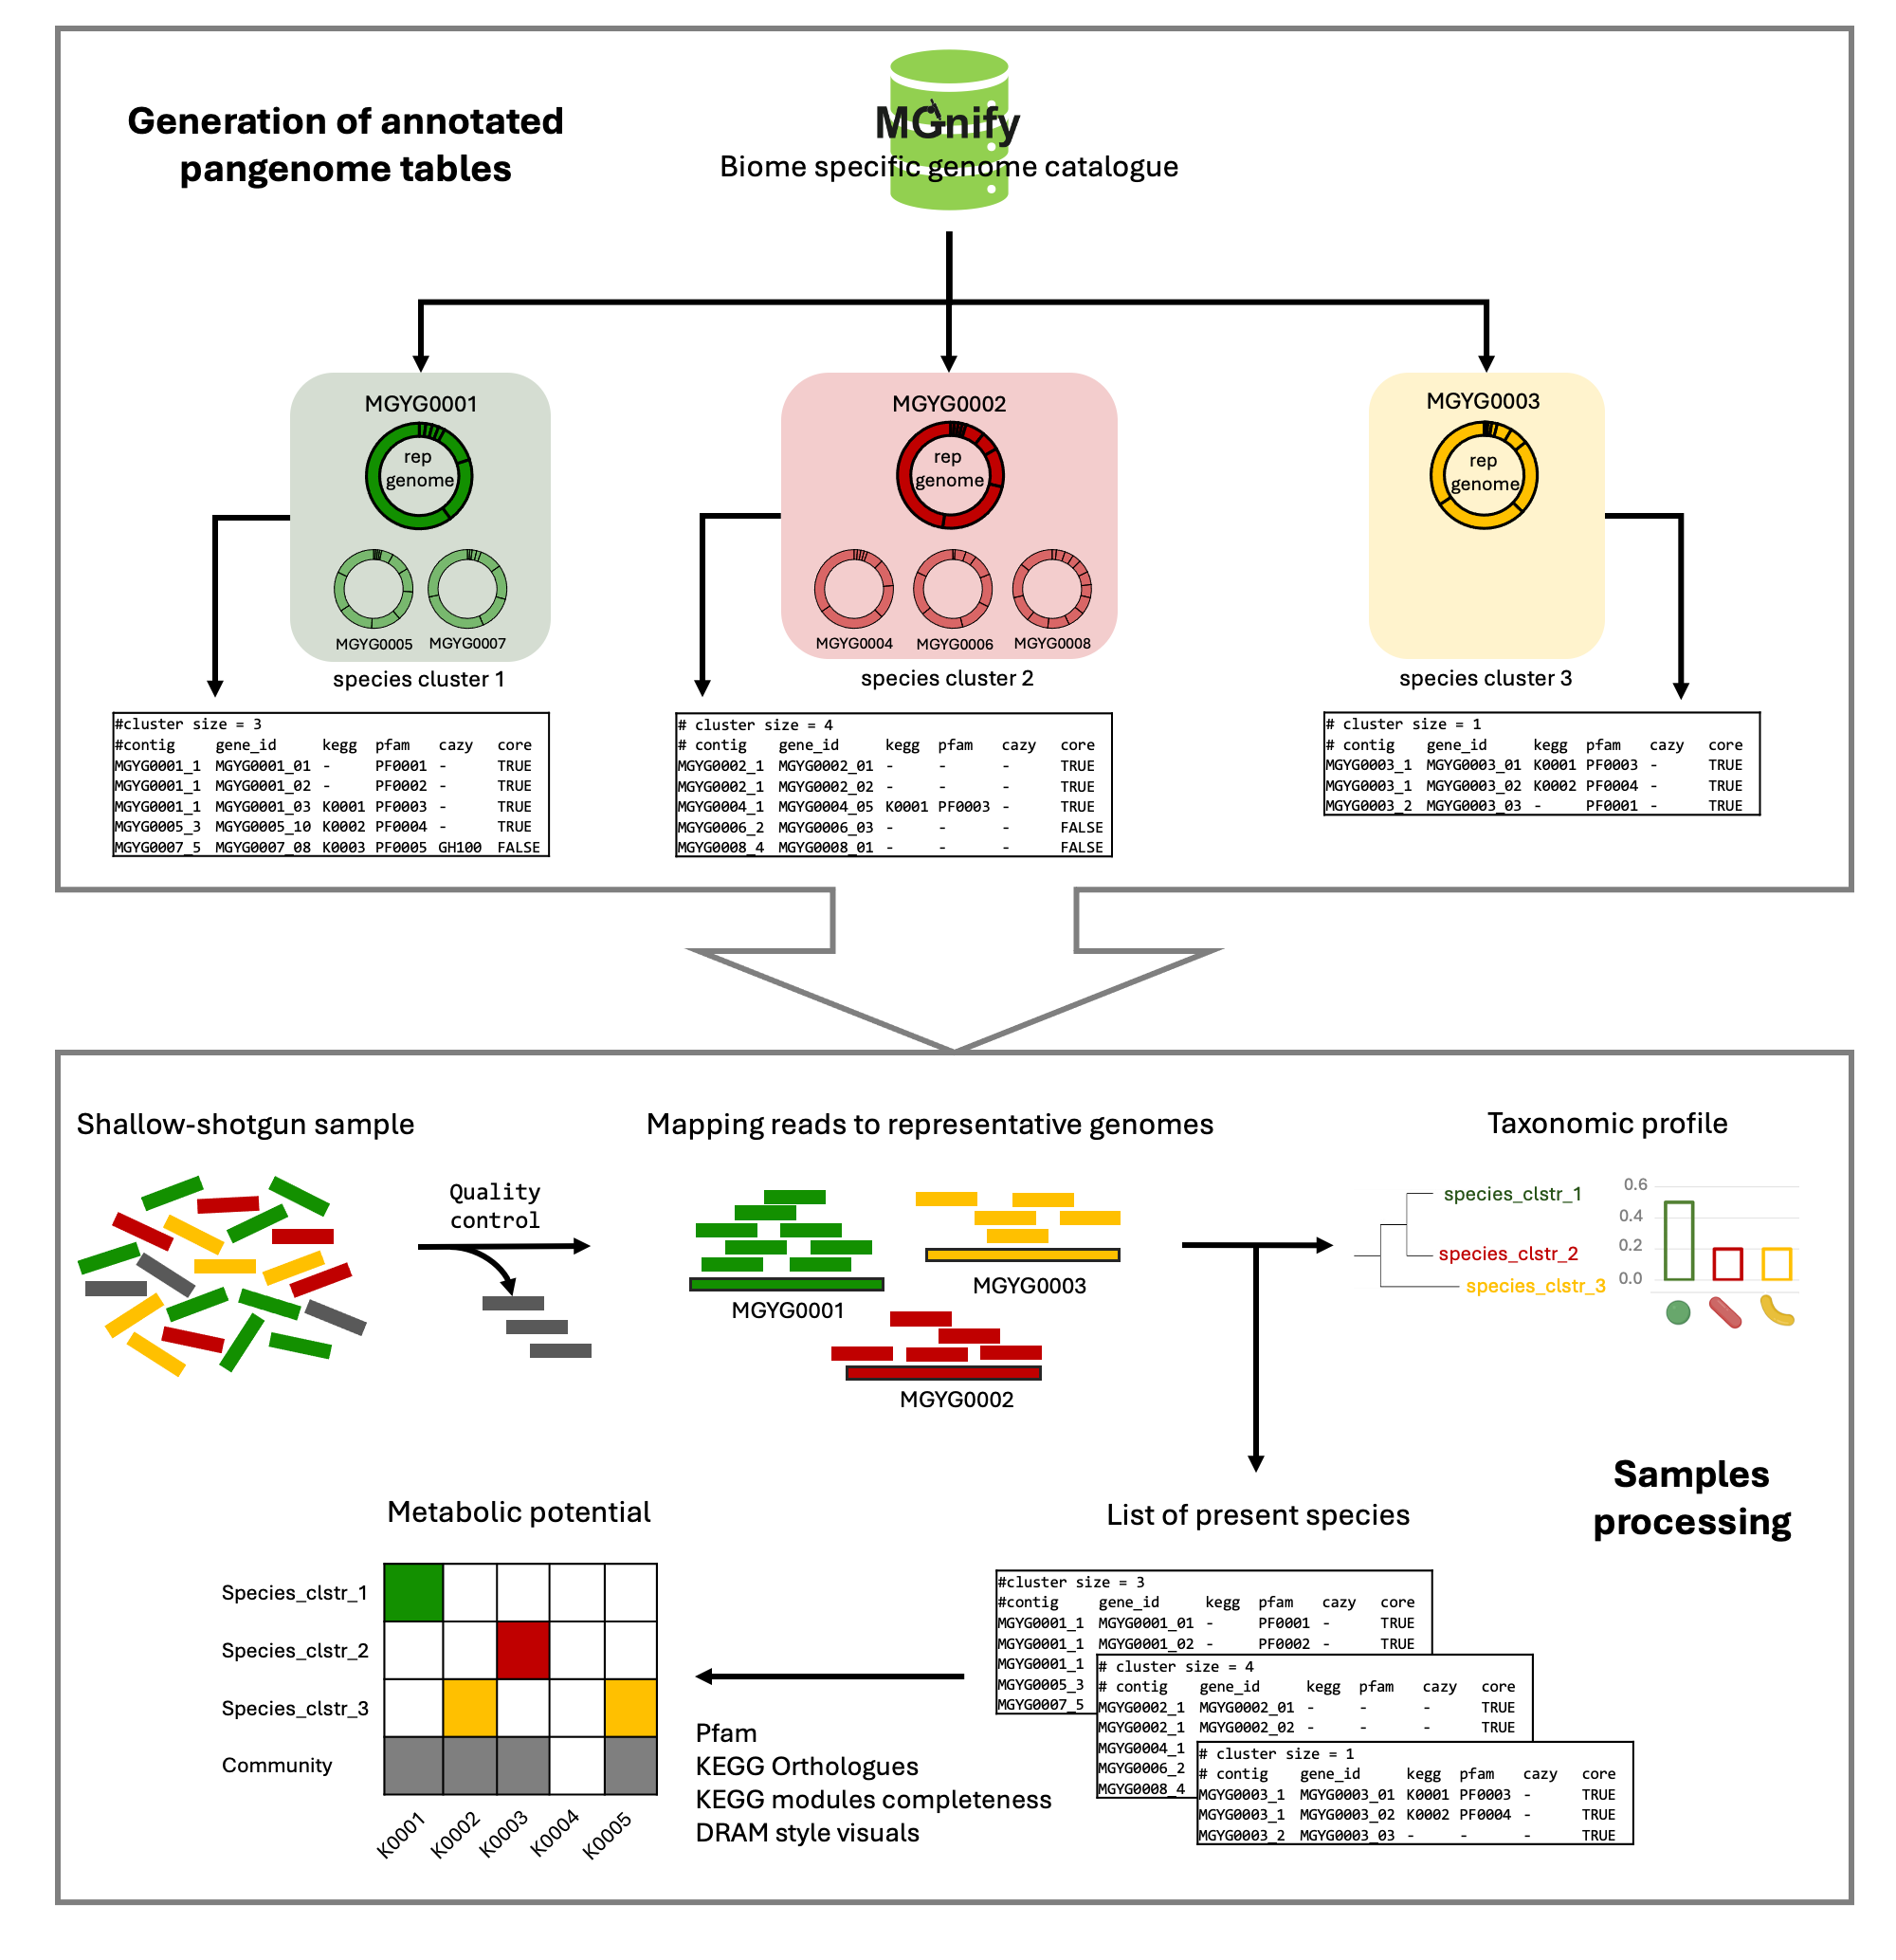 Generation of annotated
pangenome tables
MGnify
Biome specific genome catalogue
MGYG0001
rep
genome
MGYG0005 MGYG0007
species cluster 1
MGYG0002
rep
genome
MGYG0004 MGYG0006 MGYG0008
species cluster 2
MGYG0003
rep
genome
species cluster 3
#cluster size = 3
#contig gene_id kegg pfam cazy core
MGYG0001_1 MGYG0001_01 - PF0001 - TRUE
MGYG0001_1 MGYG0001_02 - PF0002 - TRUE
MGYG0001_1 MGYG0001_03 K0001 PF0003 - TRUE
MGYG0005_3 MGYG0005_10 K0002 PF0004 - TRUE
MGYG0007_5 MGYG0007_08 K0003 PF0005 GH100 FALSE
# cluster size = 4
# contig gene_id kegg pfam cazy core
MGYG0002_1 MGYG0002_01 - - - TRUE
MGYG0002_1 MGYG0002_02 - - - TRUE
MGYG0004_1 MGYG0004_05 K0001 PF0003 - TRUE
MGYG0006_2 MGYG0006_03 - - - FALSE
MGYG0008_4 MGYG0008_01 - - - FALSE
# cluster size = 1
# contig gene_id kegg pfam cazy core
MGYG0003_1 MGYG0003_01 K0001 PF0003 - TRUE
MGYG0003_1 MGYG0003_02 K0002 PF0004 - TRUE
MGYG0003_2 MGYG0003_03 - PF0001 - TRUE
Shallow-shotgun sample
Quality
control
Mapping reads to representative genomes
MGYG0001
MGYG0003
MGYG0002
Taxonomic profile
species_clstr_1
species_clstr_2
species_clstr_3
0.6
0.4
0.2
0.0
Samples
processing
List of present species
#cluster size = 3
#contig gene_id kegg pfam cazy core
MGYG0001_1 MGYG0001_01 - PF0001 - TRUE
MGYG0001_1 MGYG0001_02 - PF0002 - TRUE
MGYG0001_1
MGYG0005_3
MGYG0007_5
# cluster size = 4
# contig gene_id kegg pfam cazy core
MGYG0002_1 MGYG0002_01 - - - TRUE
MGYG0002_1 MGYG0002_02 - - - TRUE
MGYG0004_1
MGYG0006_2
MGYG0008_4
# cluster size = 1
# contig gene_id kegg pfam cazy core
MGYG0003_1 MGYG0003_01 K0001 PF0003 - TRUE
MGYG0003_1 MGYG0003_02 K0002 PF0004 - TRUE
MGYG0003_2 MGYG0003_03 - - - TRUE
Metabolic potential
Species_clstr_1
Species_clstr_2
Species_clstr_3
Community
K0001 K0002 K0003 K0004 K0005
Pfam
KEGG Orthologues
KEGG modules completeness
DRAM style visuals